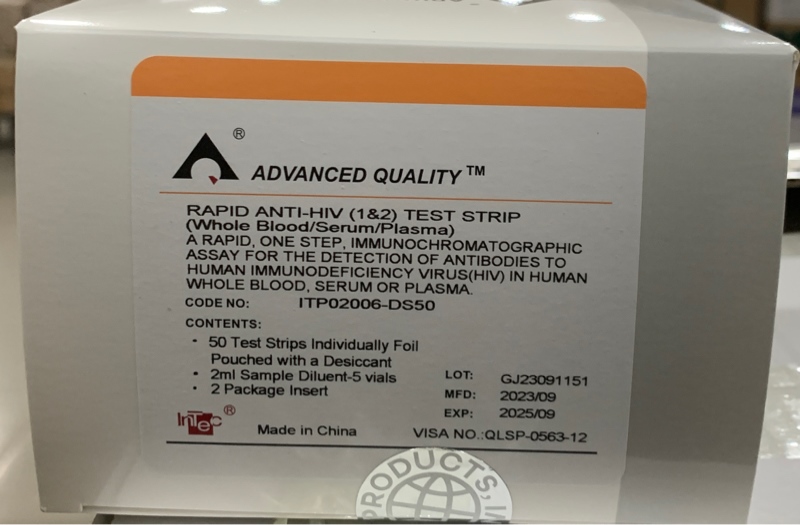 ®
ADVANCED QUALITY™
RAPID ANTI-HIV (1&2) TEST STRIP
(Whole Blood/Serum/Plasma)
A RAPID, ONE STEP, IMMUNOCHROMATOGRAPHIC
ASSAY FOR THE DETECTION OF ANTIBODIES TO
HUMAN IMMUNODEFICIENCY VIRUS(HIV) IN HUMAN
WHOLE BLOOD, SERUM OR PLASMA.
CODE NO: ITP02006-DS50
CONTENTS:
• 50 Test Strips Individually Foil
Pouched with a Desiccant
• 2ml Sample Diluent-5 vials
• 2 Package Insert
LOT: GJ23091151
MFD: 2023/09
EXP: 2025/09
InTec®
Made in China
VISA NO.:QLSP-0563-12
PRODUCTS,